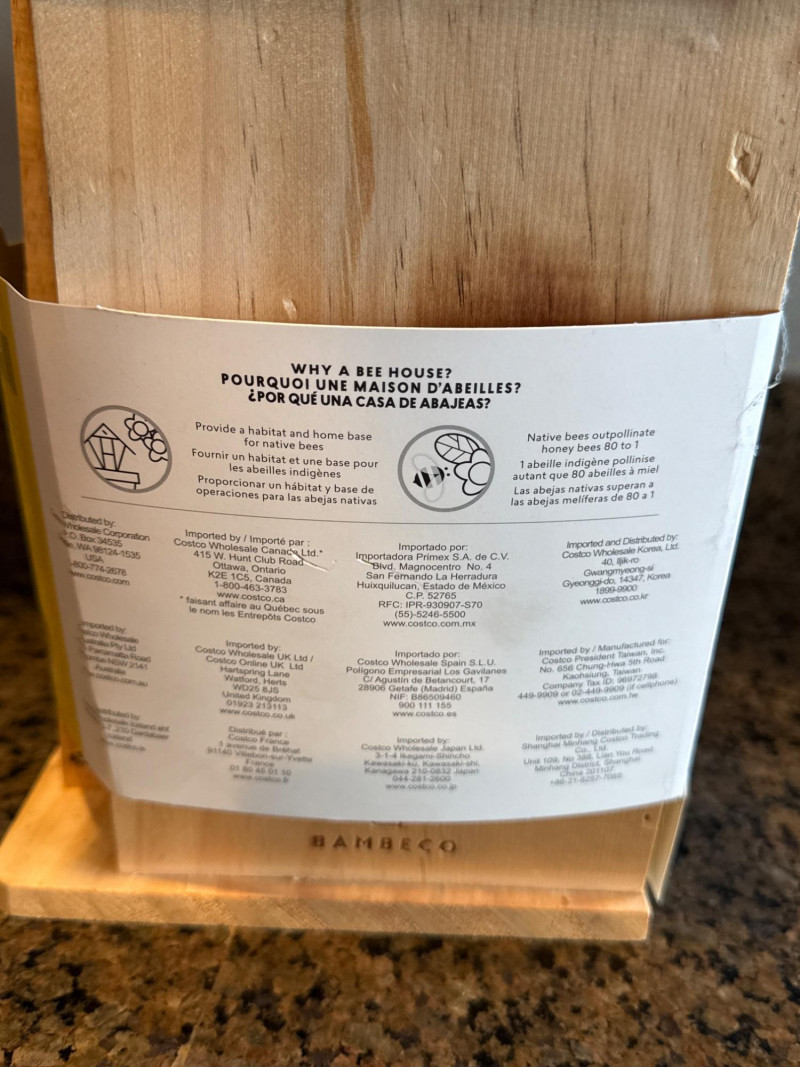 WHY A BEE HOUSE?
POURQUOI UNE MAISON D'ABEILLES?
¿POR QUÉ UNA CASA DE ABAJEAS?
Provide a habitat and home base
for native bees
Fournir un habitat et une base pour
les abeilles indigènes
Proporcionar un hábitat y base de
operaciones para las abejas nativas
Native bees outpollinate
honey bees 80 to 1
1 abeille indigène pollinise
autant que 80 abeilles à miel
Las abejas nativas superan a
las abejas melíferas de 80 a 1
Distributed by:
Wholesale Corporation
P.O. Box 34535
WA 98124-1535
USA
800-774-2678
www.costco.com
Imported by / Importé par :
Costco Wholesale Canada Ltd.*
415 W. Hunt Club Road
Ottawa, Ontario
K2E 1C5, Canada
1-800-463-3783
www.costco.ca
* faisant affaire au Québec sous
le nom les Entrepôts Costco
Importado por:
Importadora Primex S.A. de C.V.
Blvd. Magnocentro No. 4
San Fernando La Herradura
Huixquilucan, Estado de México
C.P. 52765
RFC: IPR-930907-S70
(55)-5246-5500
www.costco.com.mx
Imported and Distributed by:
Costco Wholesale Korea, Ltd.
40, Iljik-ro
Gwangmyeong-si
Gyeonggi-do, 14347, Korea
1899-9900
www.costco.co.kr
Imported by:
Wholesale
Pty Ltd
Parramatta Road
NSW 2141
Australia
Imported by:
Costco Wholesale UK Ltd /
Costco Online UK Ltd
Hartspring Lane
Watford, Herts
WD25 8JS
United Kingdom
01923 213113
www.costco.co.uk
Importado por:
Costco Wholesale Spain S.L.U.
Polígono Empresarial Los Gavilanes
C/ Agustín de Betancourt, 17
28906 Getafe (Madrid) España
NIF: B86509460
900 111 155
www.costco.es
Imported by / Manufactured for:
Costco President Taiwan, Inc.
No. 656 Chung-Hwa 5th Road
Kaohsiung, Taiwan
Company Tax ID: 96972798
449-9909 or 02-449-9909 (if cellphone)
www.costco.com.tw
Distribué par :
Costco France
1 avenue de Bréhat
91140 Villebon-sur-Yvette
France
01 80 45 01 10
www.costco.fr
Imported by:
Costco Wholesale Japan Ltd.
3-1-4 Ikegami-Shincho
Kawasaki-ku, Kawasaki-shi,
Kanagawa 210-0832 Japan
044-281-2600
www.costco.co.jp
Imported by / Distributed by:
Shanghai Minhang Costco Trading
Co., Ltd.
Minhang District, Shanghai
China 201107
BAMBECO